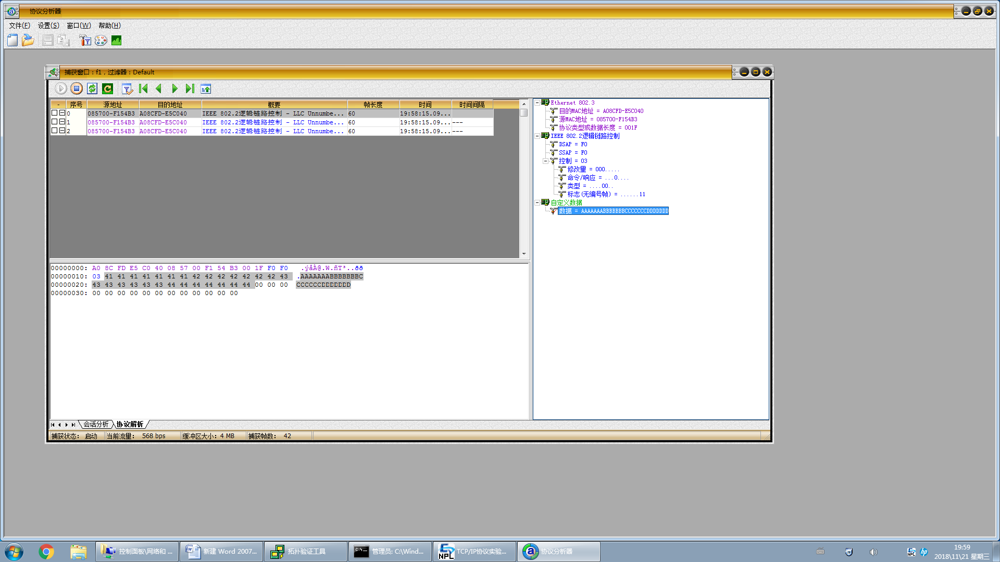 协议分析器
文件(F) 设置(S) 窗口(W) 帮助(H)
捕获窗口：f1，过滤器：Default
- 序号 源地址 目的地址 概要 帧长度 时间 时间间隔
0 085700-F154B3 A08CFD-E5C040 IEEE 802.2逻辑链路控制 - LLC Unnumbe... 60 19:58:15.09...
1 085700-F154B3 A08CFD-E5C040 IEEE 802.2逻辑链路控制 - LLC Unnumbe... 60 19:58:15.09... ---
2 085700-F154B3 A08CFD-E5C040 IEEE 802.2逻辑链路控制 - LLC Unnumbe... 60 19:58:15.09... ---
Ethernet 802.3
目的MAC地址 = A08CFD-E5C040
源MAC地址 = 085700-F154B3
协议类型或数据长度 = 001F
IEEE 802.2逻辑链路控制
DSAP = F0
SSAP = F0
控制 = 03
修改量 = 000.....
命令/响应 = ...0....
类型 = ....00..
标志(无编号帧) = ......11
自定义数据
数据 = AAAAAAABBBBBBBCCCCCCCDDDDDDD
00000000: A0 8C FD E5 C0 40 08 57 00 F1 54 B3 00 1F F0 F0 .ýåÀ@.W.ñT³..ðð
00000010: 03 41 41 41 41 41 41 41 42 42 42 42 42 42 42 43 .AAAAAAABBBBBBBC
00000020: 43 43 43 43 43 43 44 44 44 44 44 44 44 00 00 00 CCCCCCDDDDDDD
00000030: 00 00 00 00 00 00 00 00 00 00 00 00
会话分析 协议解析
捕获状态： 启动 当前流量： 568 bps 缓冲区大小：4 MB 捕获帧数： 42
控制面板\网络和 ... 新建 Word 2007... 拓扑验证工具 管理员: C:\Wind... TCP/IP协议实验... 协议分析器
19:59
2018\11\21 星期三